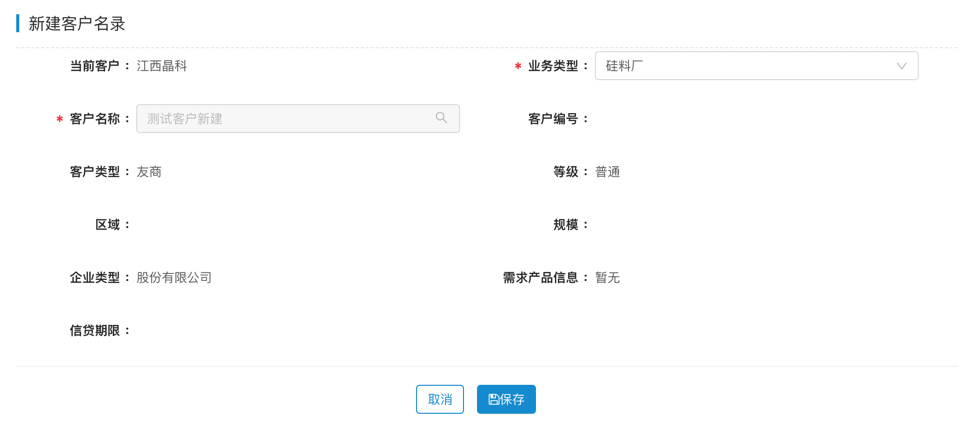 新建客户名录
当前客户： 江西晶科
* 业务类型： 硅料厂
* 客户名称： 测试客户新建
客户编号：
客户类型： 友商
等级： 普通
区域：
规模：
企业类型： 股份有限公司
需求产品信息： 暂无
信贷期限：
取消
保存